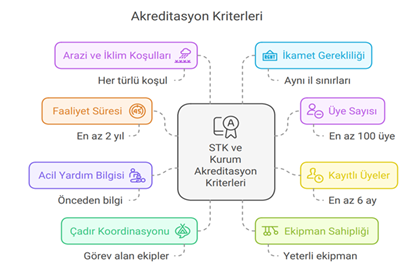 Akreditasyon Kriterleri
Arazi ve İklim Koşulları
Her türlü koşul
İkamet Gerekliliği
Aynı il sınırları
Faaliyet Süresi
En az 2 yıl
Üye Sayısı
En az 100 üye
A
STK ve
Kurum
Akreditasyon
Kriterleri
Acil Yardım Bilgisi
Önceden bilgi
Kayıtlı Üyeler
En az 6 ay
Çadır Koordinasyonu
Görev alan ekipler
Ekipman Sahipliği
Yeterli ekipman